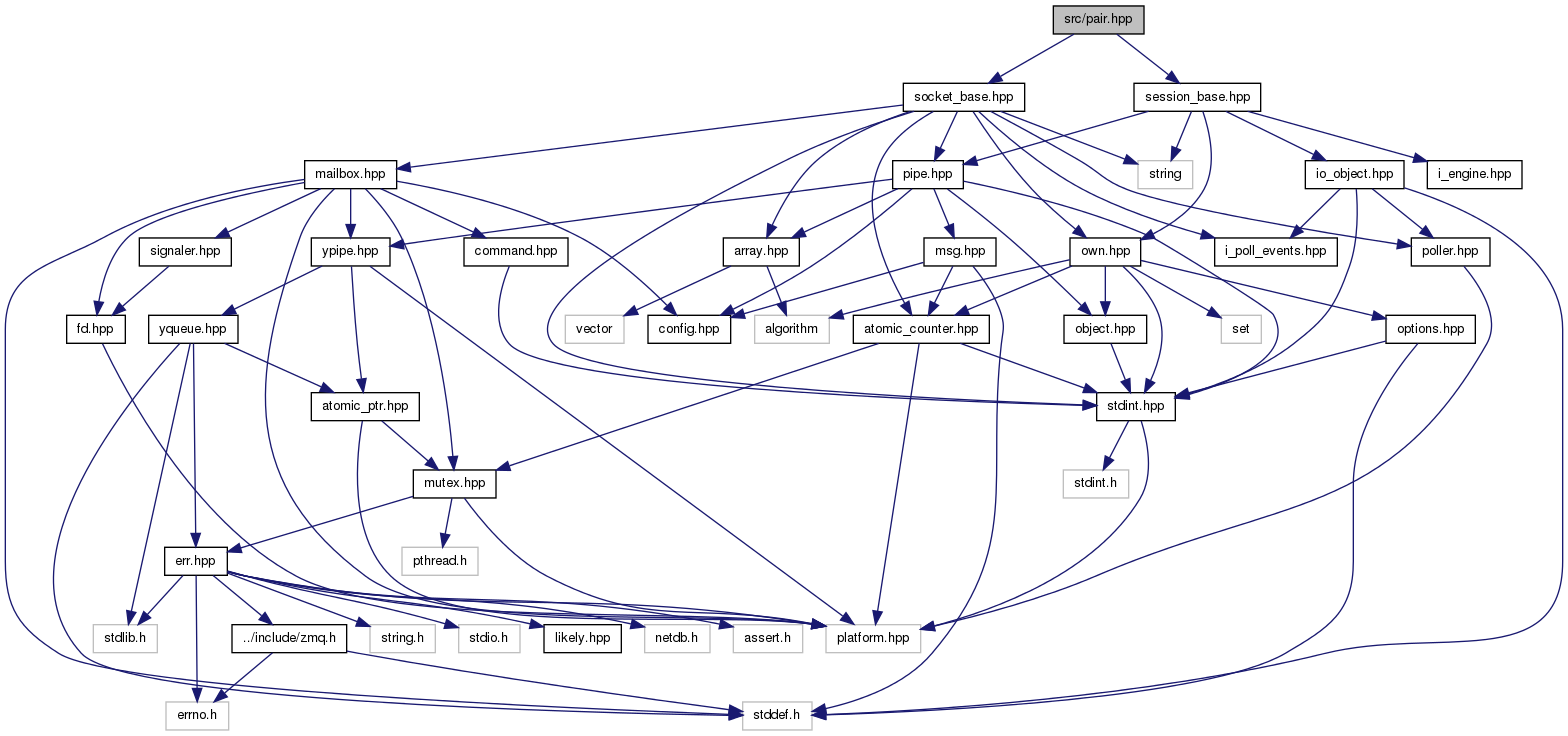 src/pair.hpp
socket_base.hpp
session_base.hpp
mailbox.hpp
pipe.hpp
string
io_object.hpp
i_engine.hpp
signaler.hpp
ypipe.hpp
command.hpp
array.hpp
msg.hpp
own.hpp
i_poll_events.hpp
poller.hpp
fd.hpp
yqueue.hpp
vector
config.hpp
algorithm
atomic_counter.hpp
object.hpp
set
options.hpp
atomic_ptr.hpp
stdint.hpp
mutex.hpp
stdint.h
err.hpp
pthread.h
stdlib.h
../include/zmq.h
string.h
stdio.h
likely.hpp
netdb.h
assert.h
platform.hpp
errno.h
stddef.h